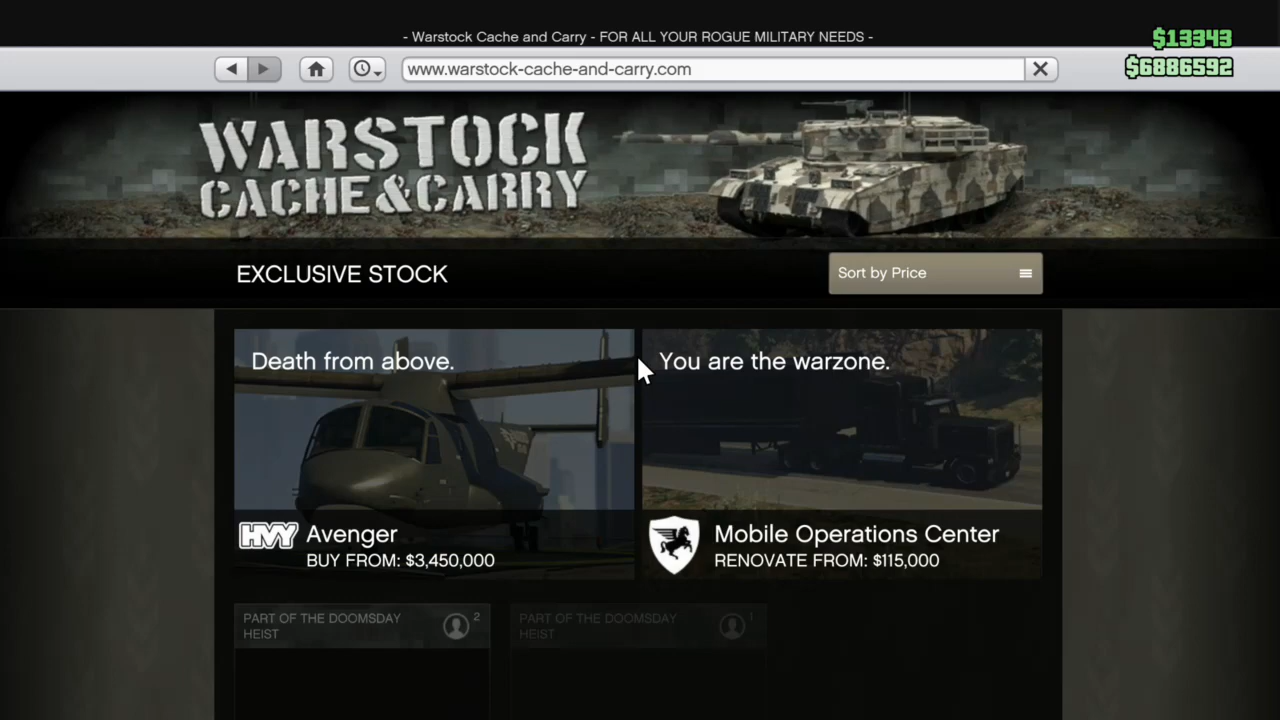 - Warstock Cache and Carry - FOR ALL YOUR ROGUE MILITARY NEEDS -
$13343
www.warstock-cache-and-carry.com
$6886592
WARSTOCK
CACHE&CARRY
EXCLUSIVE STOCK
Sort by Price
Death from above.
You are the warzone.
HVY Avenger
BUY FROM: $3,450,000
Mobile Operations Center
RENOVATE FROM: $115,000
PART OF THE DOOMSDAY
HEIST
2
PART OF THE DOOMSDAY
HEIST
1